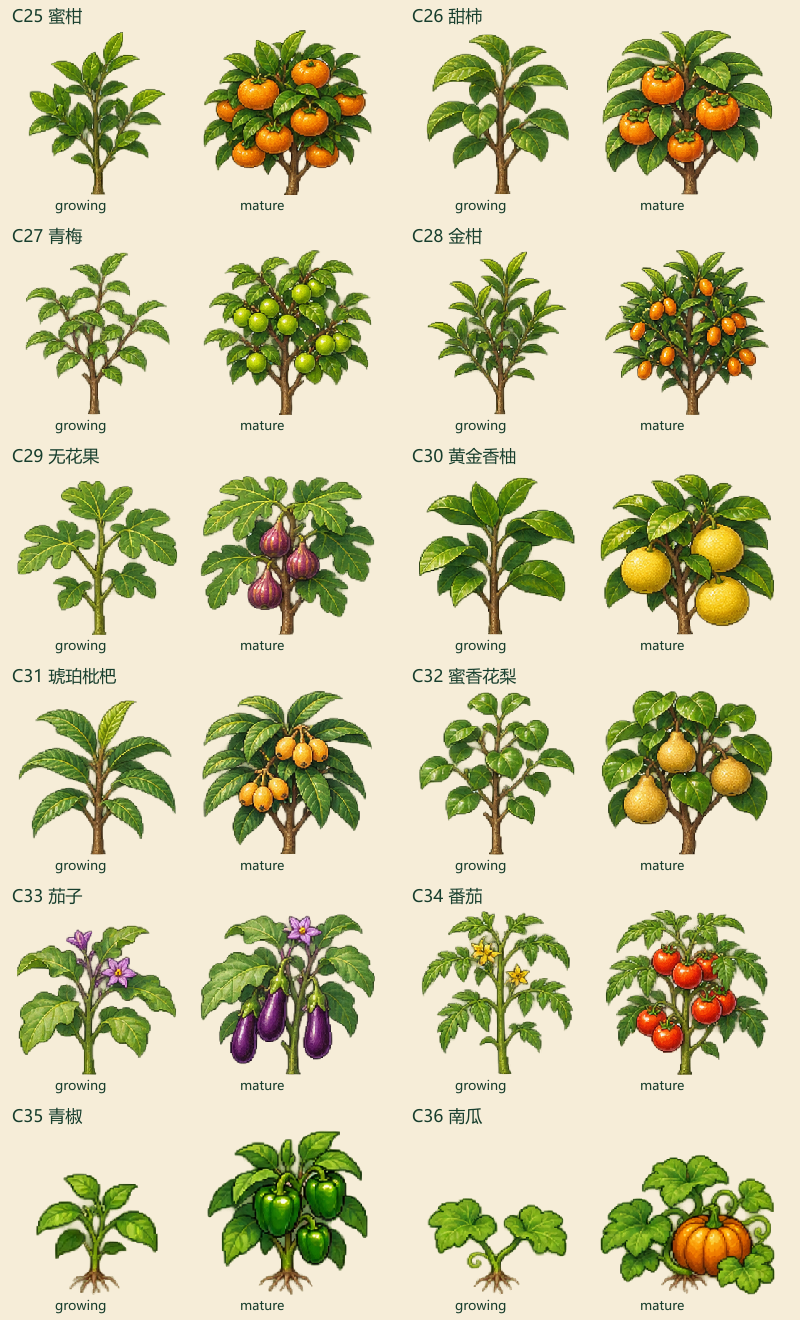 C25 蜜柑
C26 甜柿
growing
mature
growing
mature
C27 青梅
C28 金柑
growing
mature
growing
mature
C29 无花果
C30 黄金香柚
growing
mature
growing
mature
C31 琥珀枇杷
C32 蜜香花梨
growing
mature
growing
mature
C33 茄子
C34 番茄
growing
mature
growing
mature
C35 青椒
C36 南瓜
growing
mature
growing
mature